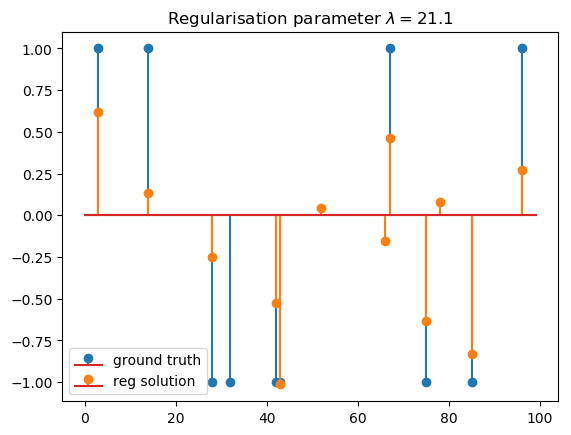 Regularisation parameter λ = 21.1
1.00
0.75
0.50
0.25
0.00
−0.25
−0.50
−0.75
−1.00
ground truth
reg solution
0 20 40 60 80 100